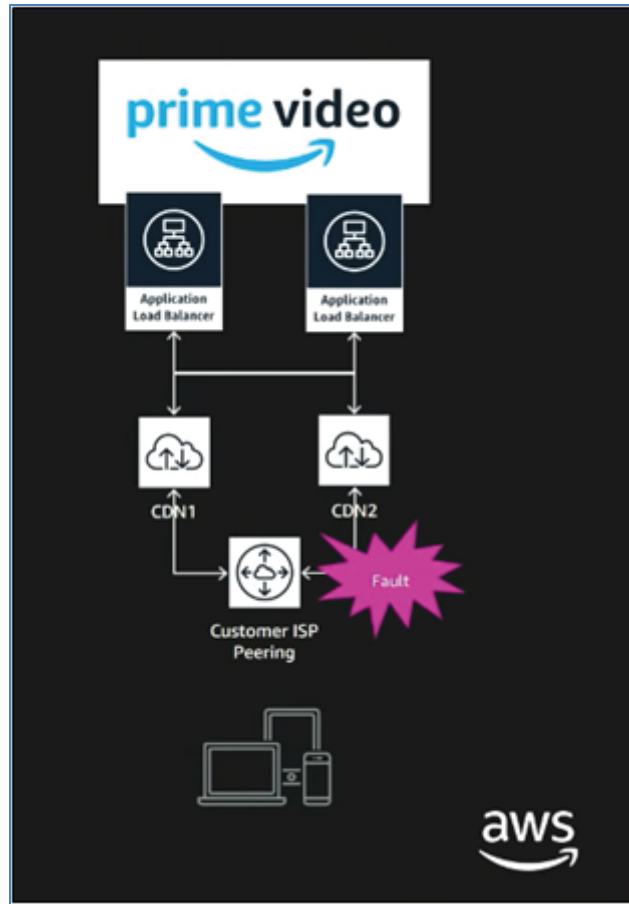 prime video
Application
Load Balancer
Application
Load Balancer
CDN1
CDN2
Fault
Customer ISP
Peering
aws